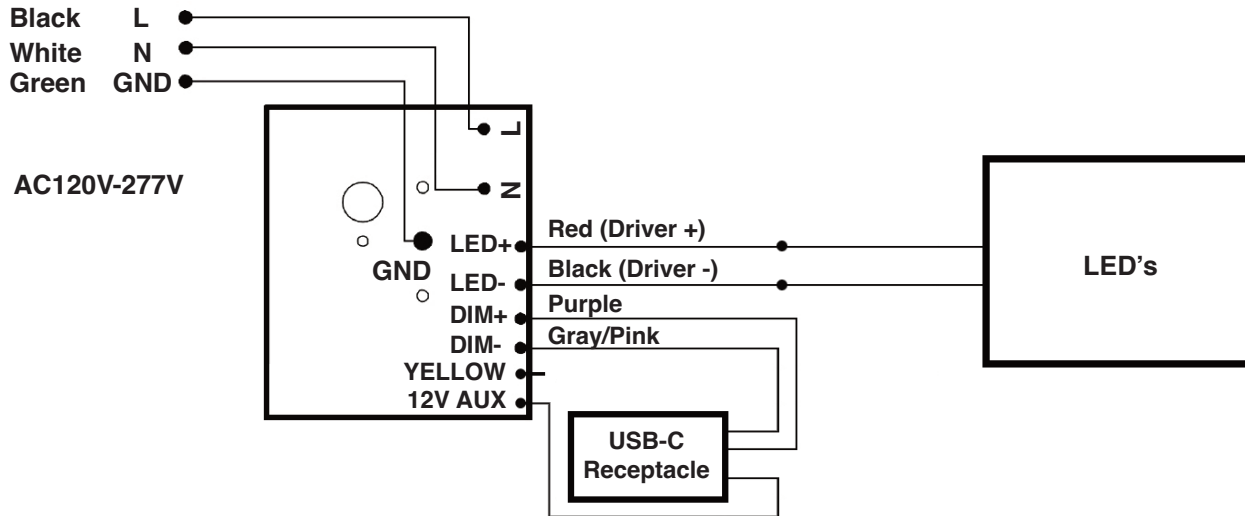 Black L
White N
Green GND
L
AC120V-277V
N
Red (Driver +)
LED+
GND
Black (Driver -)
LED-
LED's
Purple
DIM+
Gray/Pink
DIM-
YELLOW
12V AUX
USB-C
Receptacle